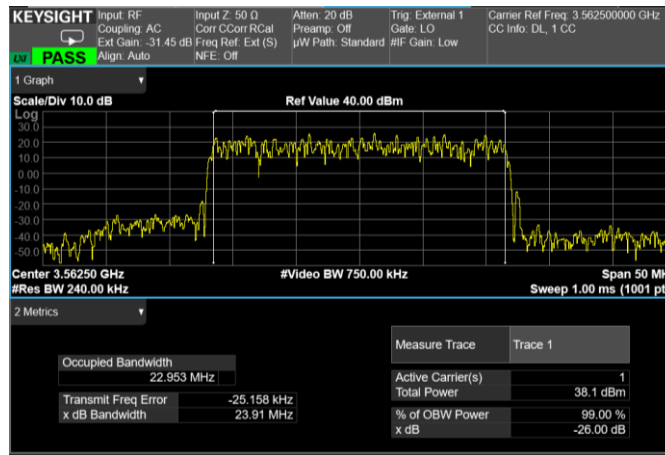 KEYSIGHT Input: RF Input Z: 50 Ω Atten: 20 dB Trig: External 1 Carrier Ref Freq: 3.562500000 GHz
Coupling: AC Corr CCorr RCal Preamp: Off Gate: LO CC Info: DL, 1 CC
Ext Gain: -31.45 dB Freq Ref: Ext (S) µW Path: Standard #IF Gain: Low
LXI PASS Align: Auto NFE: Off
1 Graph
Scale/Div 10.0 dB Ref Value 40.00 dBm
Log
30.0
20.0
10.0
0.00
-10.0
-20.0
-30.0
-40.0
-50.0
Center 3.56250 GHz #Video BW 750.00 kHz Span 50 MH
#Res BW 240.00 kHz Sweep 1.00 ms (1001 pt
2 Metrics
Measure Trace Trace 1
Occupied Bandwidth
22.953 MHz
Active Carrier(s) 1
Transmit Freq Error -25.158 kHz Total Power 38.1 dBm
x dB Bandwidth 23.91 MHz % of OBW Power 99.00 %
x dB -26.00 dB